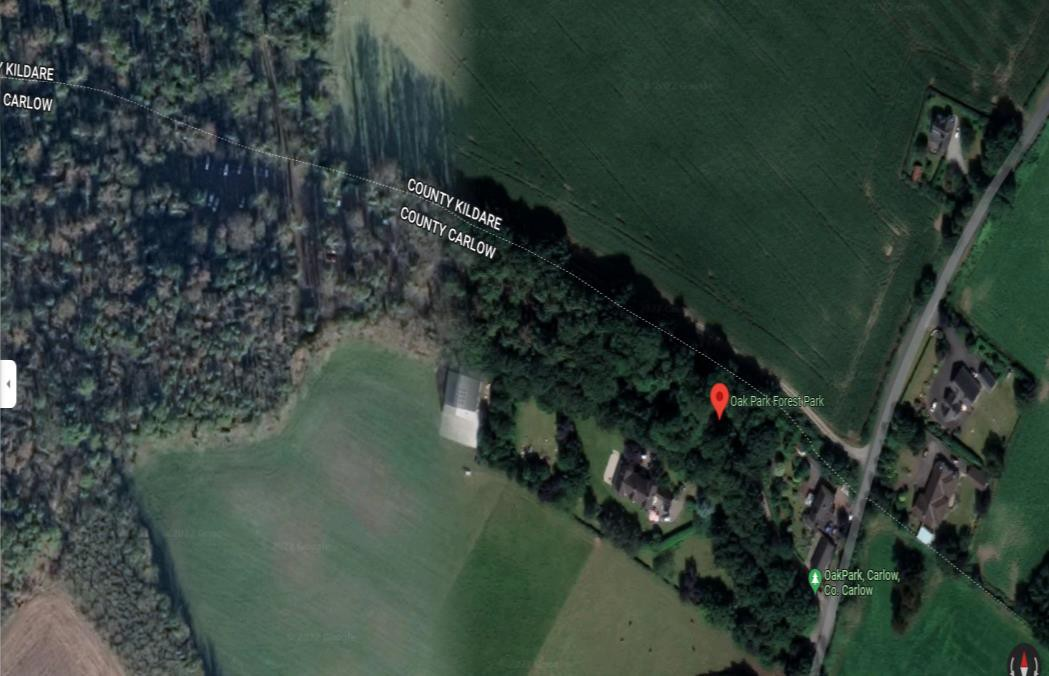 Y KILDARE
CARLOW
COUNTY KILDARE
COUNTY CARLOW
Oak Park Forest Park
OakPark, Carlow,
Co. Carlow